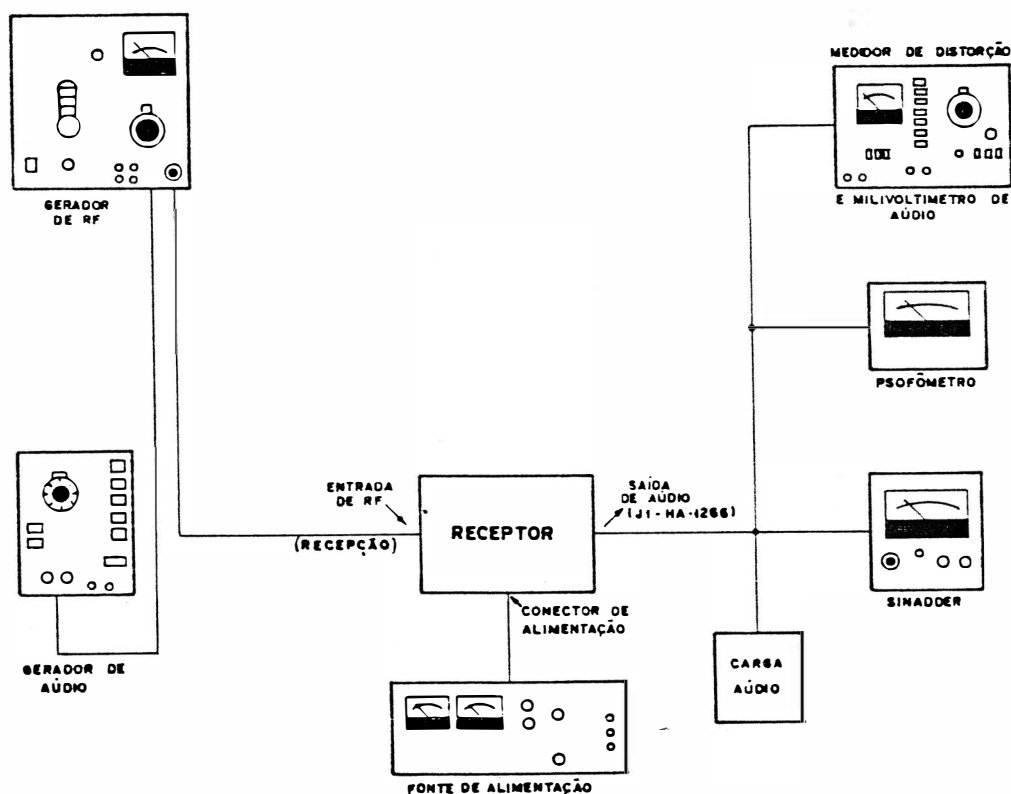 MEDIDOR DE DISTORÇÃO
E MILIVOLTIMETRO DE
AÚDIO
GERADOR
DE RF
PSOFÔMETRO
ENTRADA
DE RF
(RECEPÇÃO)
RECEPTOR
SAÍDA
DE AÚDIO
(J1-HA-1266)
SINADDER
CONECTOR DE
ALIMENTAÇÃO
GERADOR DE
AÚDIO
CARGA
AÚDIO
FONTE DE ALIMENTAÇÃO